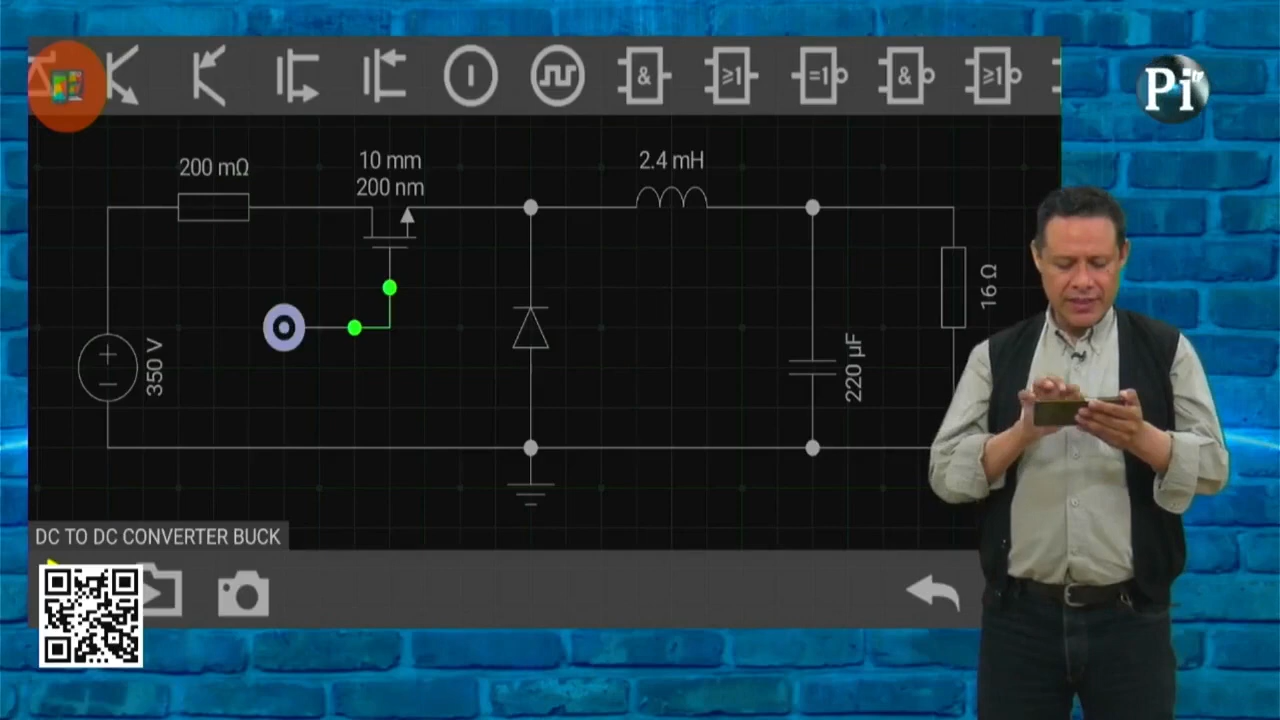 &
≥1
=1
&
≥1
Pi
tv
200 mΩ
10 mm
200 nm
2.4 mH
350 V
220 µF
16 Ω
DC TO DC CONVERTER BUCK